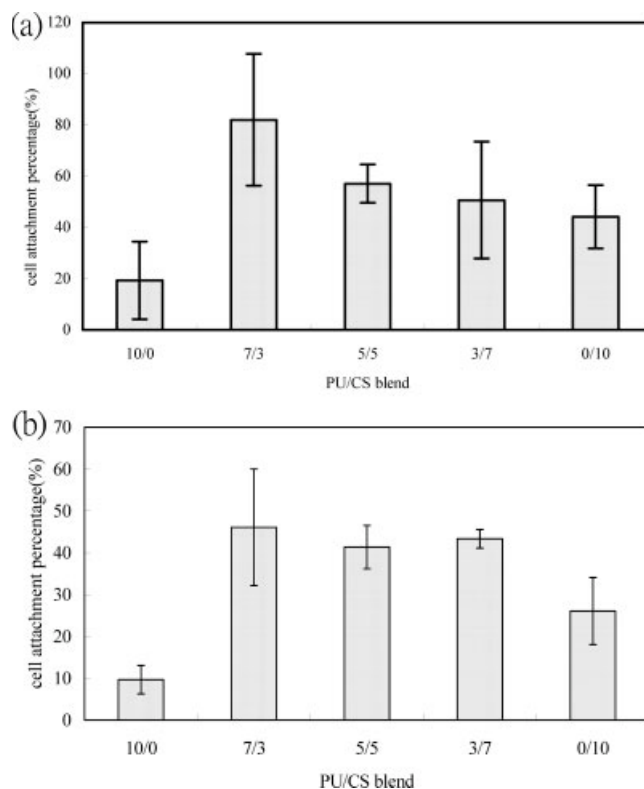 (a)
120
100
80
60
40
20
0
cell attachment percentage(%)
10/0 7/3 5/5 3/7 0/10
PU/CS blend
(b)
70
60
50
40
30
20
10
0
cell attachment percentage(%)
10/0 7/3 5/5 3/7 0/10
PU/CS blend